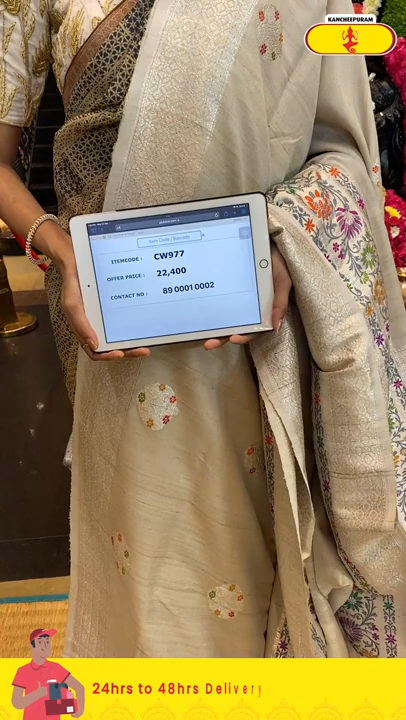 KANCHEEPURAM
Item Code / Barcode
ITEMCODE : CW977
OFFER PRICE : 22,400
CONTACT NO : 89 0001 0002
24hrs to 48hrs Delivery